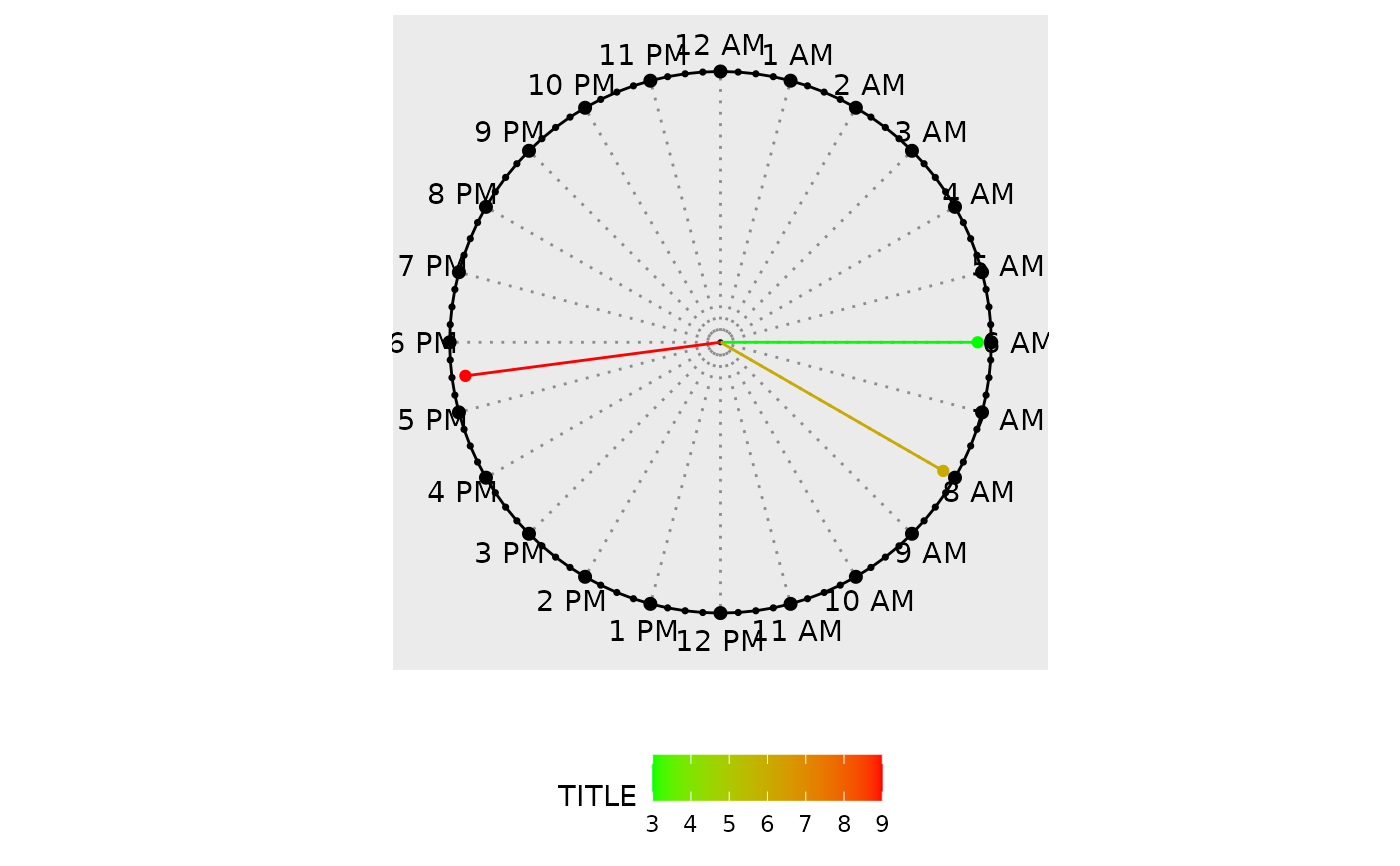 12 AM
1 AM
2 AM
3 AM
4 AM
5 AM
6 AM
AM
8 AM
9 AM
10 AM
11 AM
12 PM
1 PM
2 PM
3 PM
4 PM
5 PM
6 PM
7 PM
8 PM
9 PM
10 PM
11 PM
TITLE
3 4 5 6 7 8 9